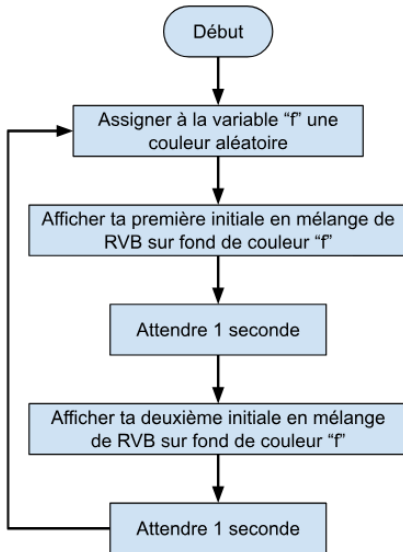 Début
Assigner à la variable “f” une
couleur aléatoire
Afficher ta première initiale en mélange de
RVB sur fond de couleur “f”
Attendre 1 seconde
Afficher ta deuxième initiale en mélange
de RVB sur fond de couleur “f”
Attendre 1 seconde